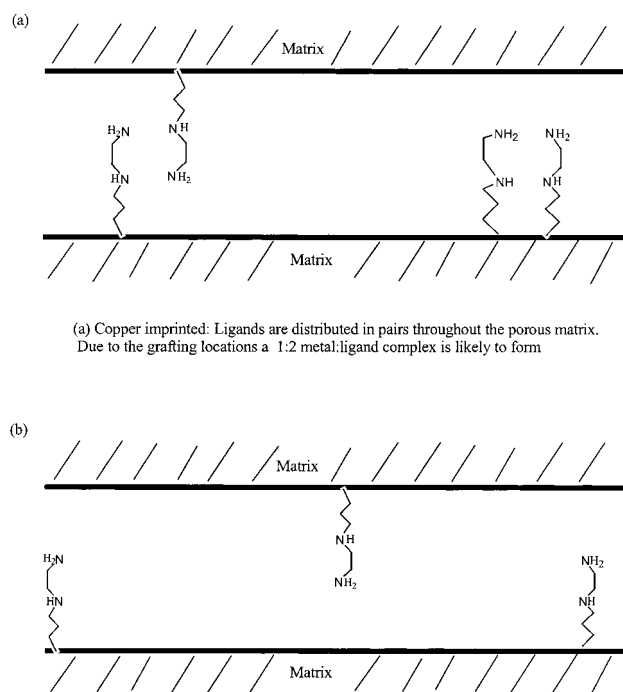 (a)
Matrix
H₂N
NH
NH₂
NH₂
HN
NH
NH₂
NH
Matrix
(a) Copper imprinted: Ligands are distributed in pairs throughout the porous matrix.
Due to the grafting locations a 1:2 metal:ligand complex is likely to form
(b)
Matrix
NH
H₂N
NH₂
NH₂
HN
NH
Matrix